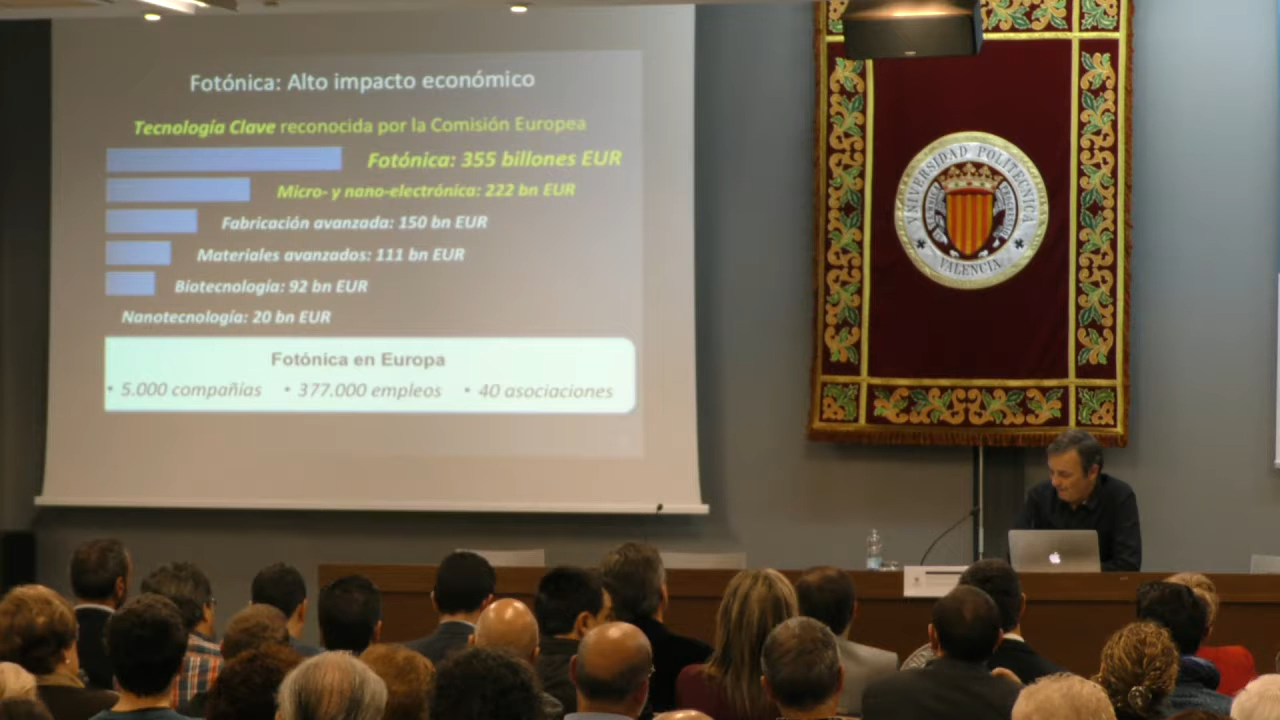 Fotónica: Alto impacto económico
Tecnología Clave reconocida por la Comisión Europea
Fotónica: 355 billones EUR
Micro- y nano-electrónica: 222 bn EUR
Fabricación avanzada: 150 bn EUR
Materiales avanzados: 111 bn EUR
Biotecnología: 92 bn EUR
Nanotecnología: 20 bn EUR
Fotónica en Europa
• 5.000 compañías • 377.000 empleos • 40 asociaciones
UNIVERSIDAD POLITECNICA
VALENCIA